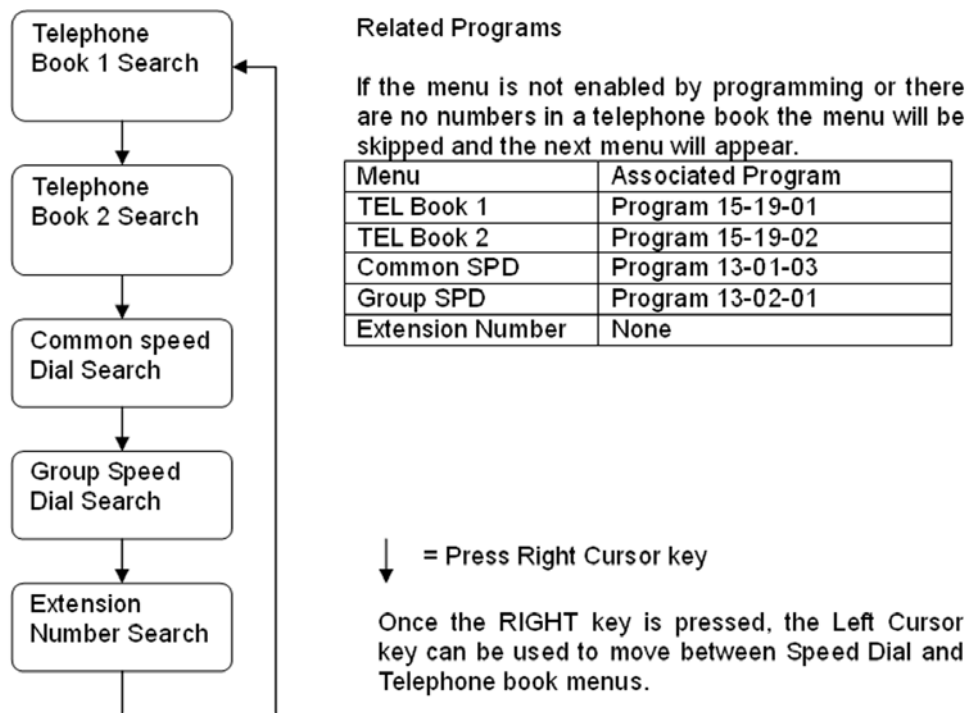 Telephone
Book 1 Search
Telephone
Book 2 Search
Common speed
Dial Search
Group Speed
Dial Search
Extension
Number Search
Related Programs
If the menu is not enabled by programming or there
are no numbers in a telephone book the menu will be
skipped and the next menu will appear.
Menu Associated Program
TEL Book 1 Program 15-19-01
TEL Book 2 Program 15-19-02
Common SPD Program 13-01-03
Group SPD Program 13-02-01
Extension Number None
= Press Right Cursor key
Once the RIGHT key is pressed, the Left Cursor
key can be used to move between Speed Dial and
Telephone book menus.